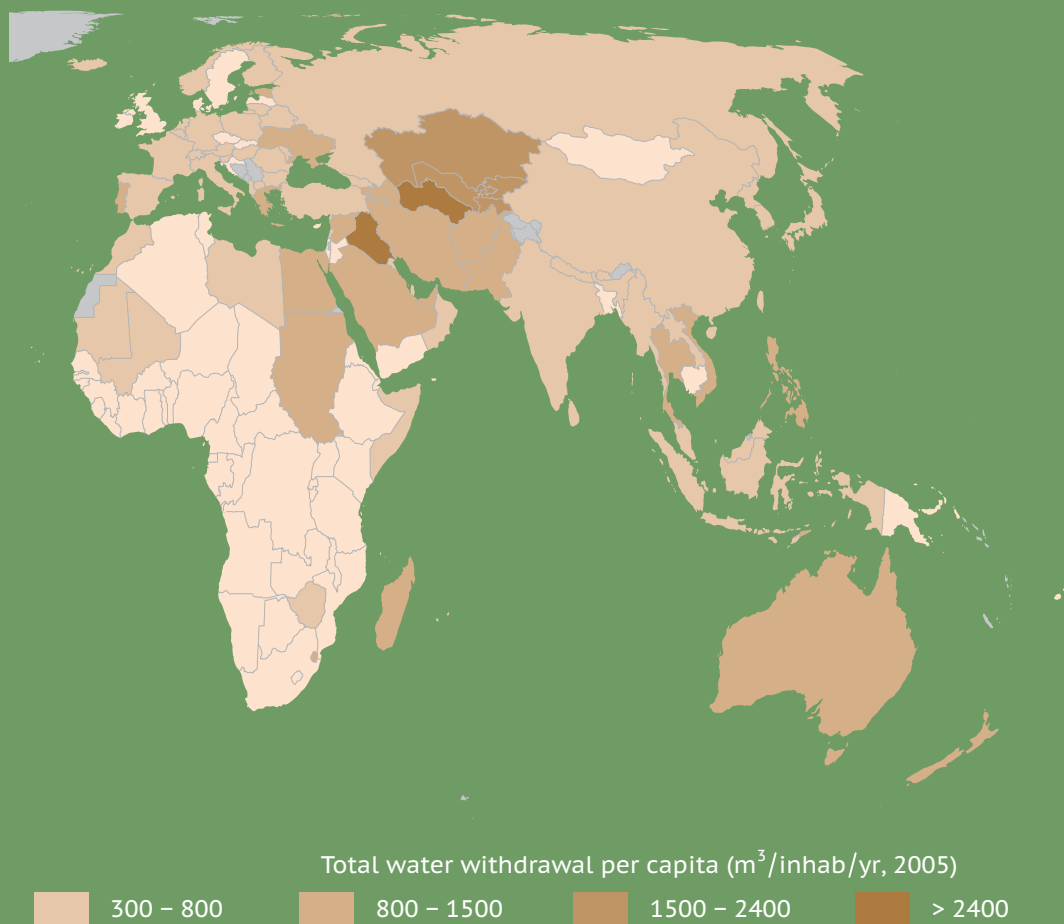 Total water withdrawal per capita (m³/inhab/yr, 2005)
300 – 800 800 – 1500 1500 – 2400 > 2400